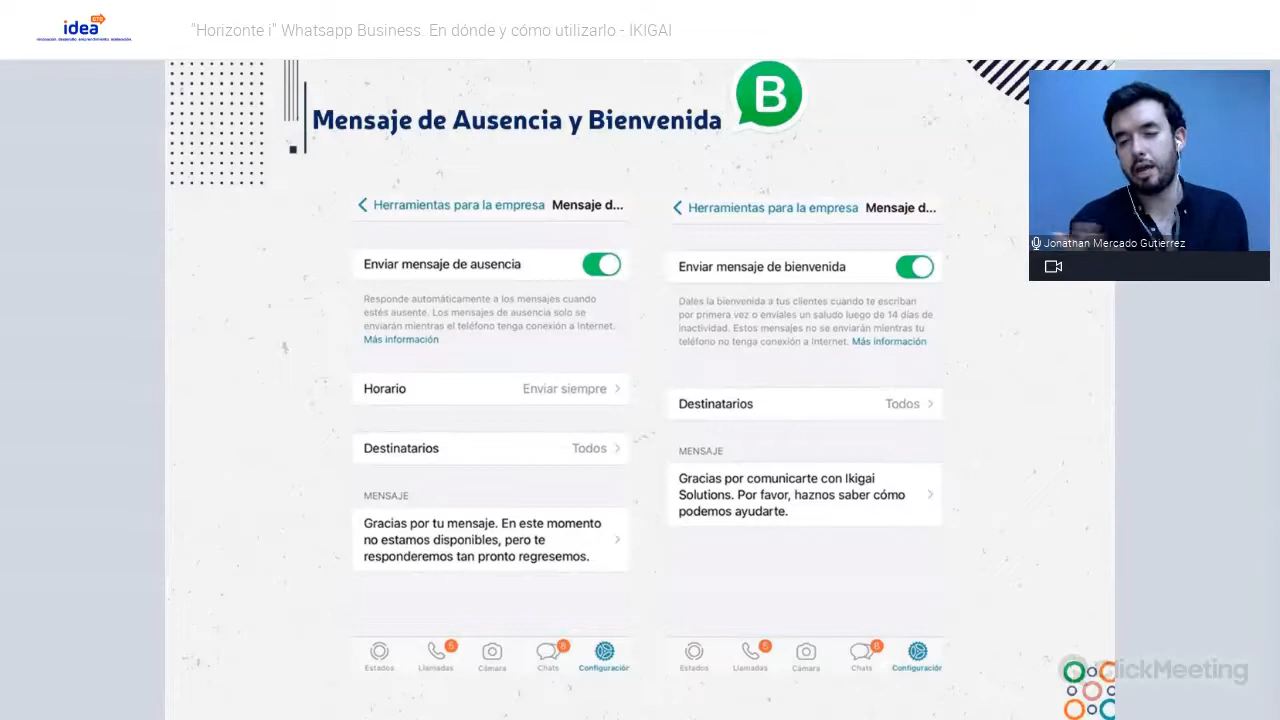 idea
GTO
"Horizonte i" Whatsapp Business. En dónde y cómo utilizarlo - IKIGAI
Mensaje de Ausencia y Bienvenida
B
Jonathan Mercado Gutierrez
Herramientas para la empresa Mensaje d...
Enviar mensaje de ausencia
Responde automáticamente a los mensajes cuando
estés ausente. Los mensajes de ausencia solo se
enviarán mientras el teléfono tenga conexión a Internet.
Más información
Horario Enviar siempre
Destinatarios Todos
MENSAJE
Gracias por tu mensaje. En este momento
no estamos disponibles, pero te
responderemos tan pronto regresemos.
Estados Llamadas 5 Cámara Chats 8 Configuración
Herramientas para la empresa Mensaje d...
Enviar mensaje de bienvenida
Dales la bienvenida a tus clientes cuando te escriban
por primera vez o envíales un saludo luego de 14 días de
inactividad. Estos mensajes no se enviarán mientras tu
teléfono no tenga conexión a Internet. Más información
Destinatarios Todos
MENSAJE
Gracias por comunicarte con Ikigai
Solutions. Por favor, haznos saber cómo
podemos ayudarte.
Estados Llamadas Cámara Chats 8 Configuración
ClickMeeting